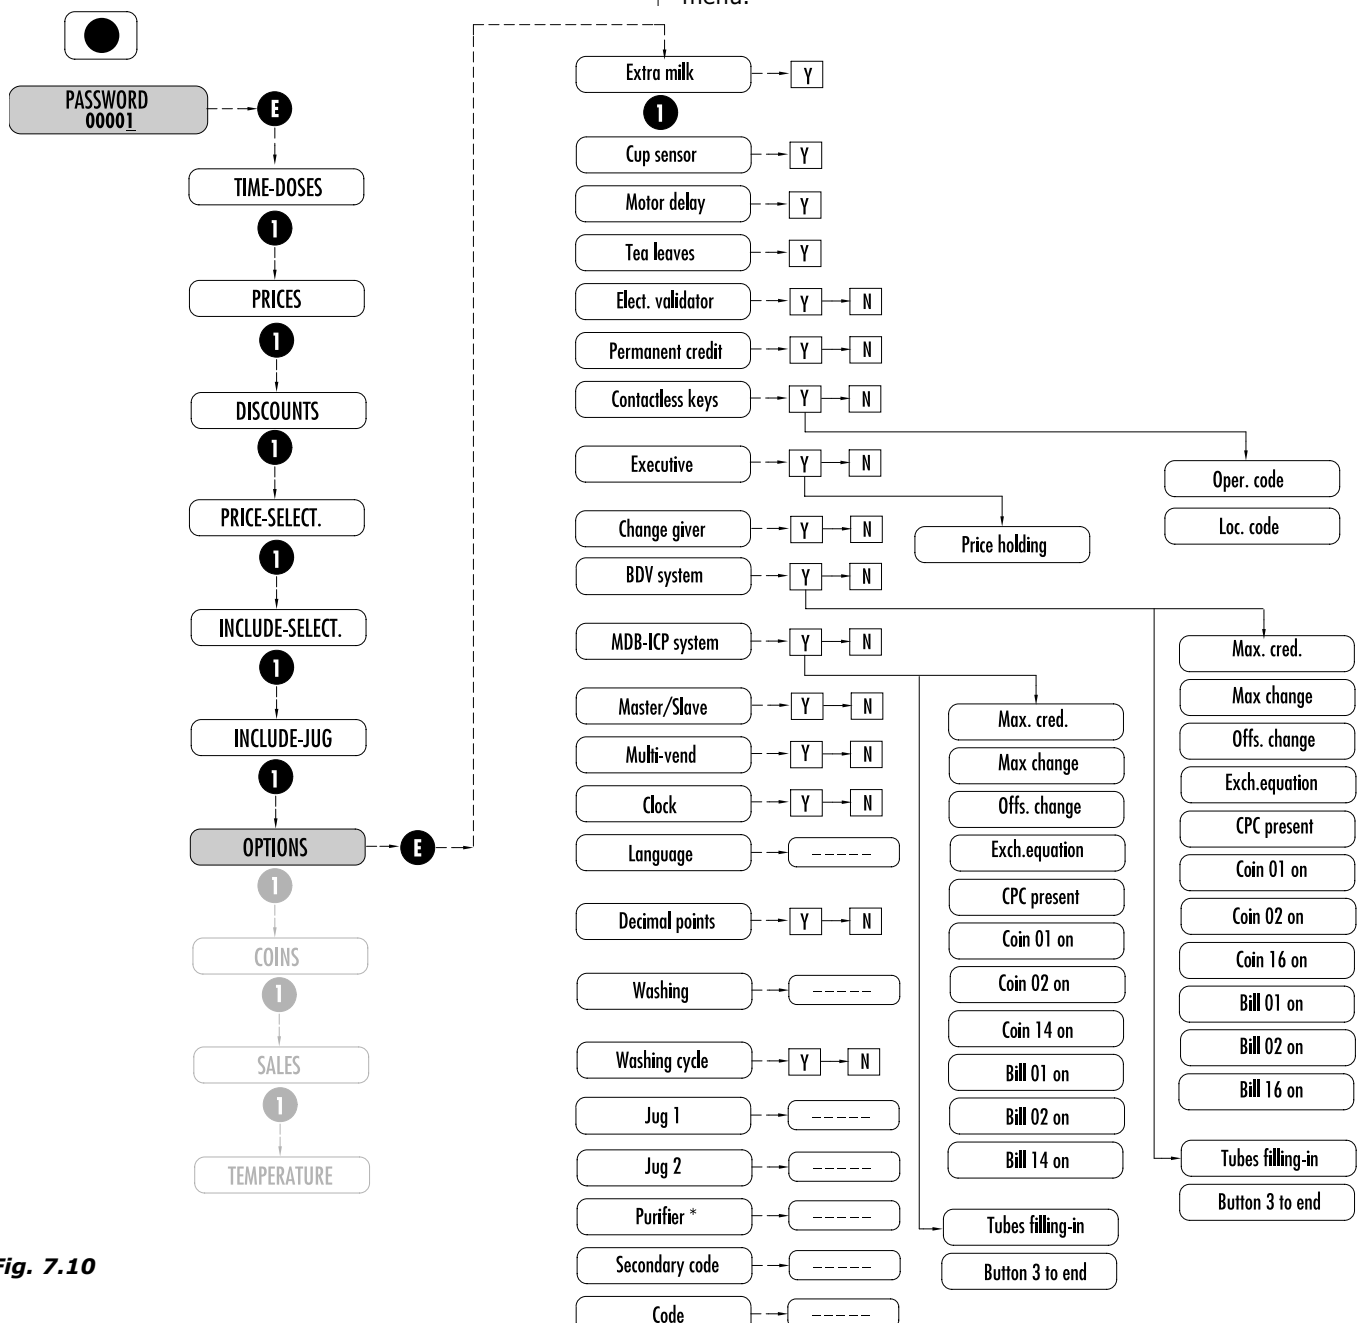 menu.
PASSWORD
00001
E
TIME-DOSES
1
PRICES
1
DISCOUNTS
1
PRICE-SELECT.
1
INCLUDE-SELECT.
1
INCLUDE-JUG
1
OPTIONS
E
1
COINS
1
SALES
1
TEMPERATURE
Extra milk Y
1
Cup sensor Y
Motor delay Y
Tea leaves Y
Elect. validator Y N
Permanent credit Y N
Contactless keys Y N
Executive Y N
Change giver Y N
BDV system Y N
MDB-ICP system Y N
Master/Slave Y N
Multi-vend Y N
Clock Y N
Language -----
Decimal points Y N
Washing -----
Washing cycle Y N
Jug 1 -----
Jug 2 -----
Purifier * -----
Secondary code -----
Code -----
Oper. code
Loc. code
Price holding
Max. cred.
Max change
Offs. change
Exch.equation
CPC present
Coin 01 on
Coin 02 on
Coin 14 on
Bill 01 on
Bill 02 on
Bill 14 on
Tubes filling-in
Button 3 to end
Max. cred.
Max change
Offs. change
Exch.equation
CPC present
Coin 01 on
Coin 02 on
Coin 16 on
Bill 01 on
Bill 02 on
Bill 16 on
Tubes filling-in
Button 3 to end
Fig. 7.10